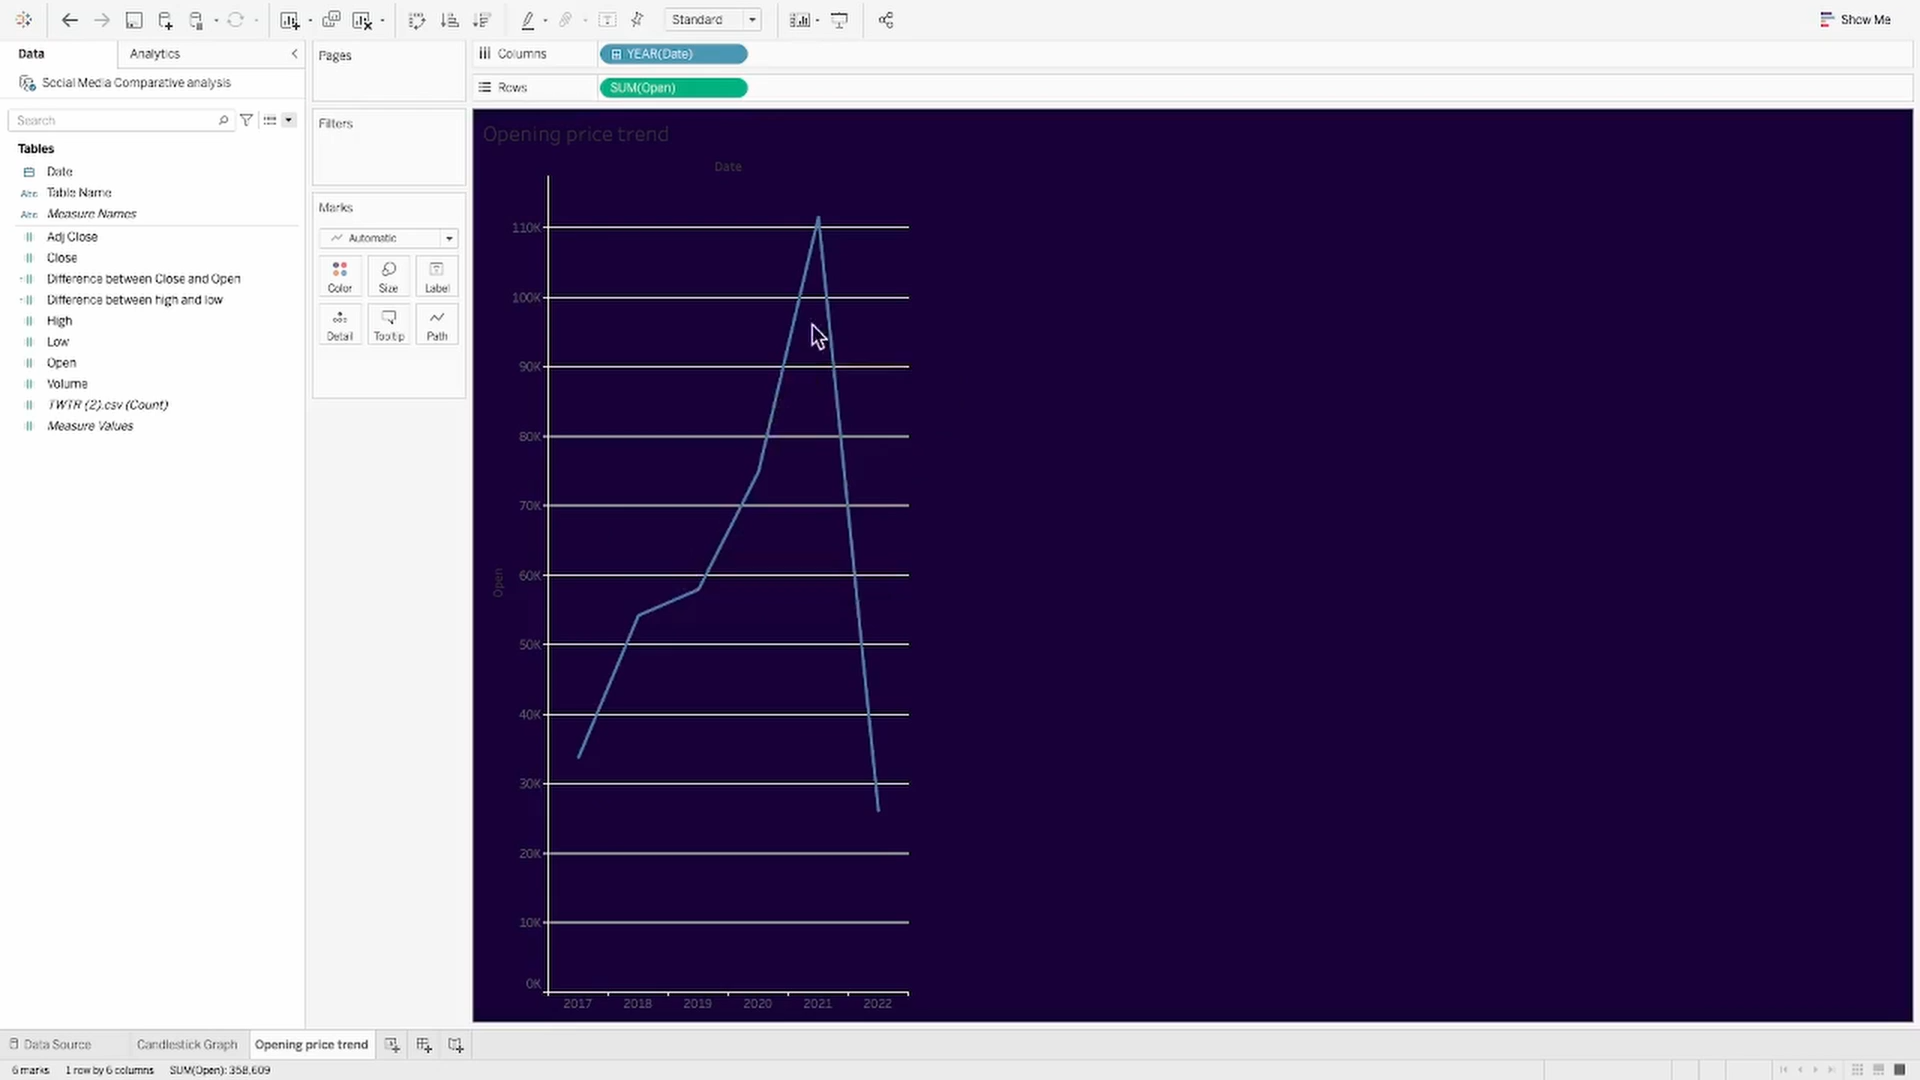 Standard
Show Me
Data
Analytics
Social Media Comparative analysis
Search
Tables
Date
Abc Table Name
Abc Measure Names
Adj Close
Close
Difference between Close and Open
Difference between high and low
High
Low
Open
Volume
TWTR (2).csv (Count)
Measure Values
Pages
Filters
Marks
Automatic
Color
Size
Label
Detail
Tooltip
Path
Columns
YEAR(Date)
Rows
SUM(Open)
Opening price trend
Date
110K
100K
90K
80K
70K
60K
50K
40K
30K
20K
10K
0K
Open
2017 2018 2019 2020 2021 2022
Data Source
Candlestick Graph
Opening price trend
6 marks
1 row by 6 columns
SUM(Open): 358,609